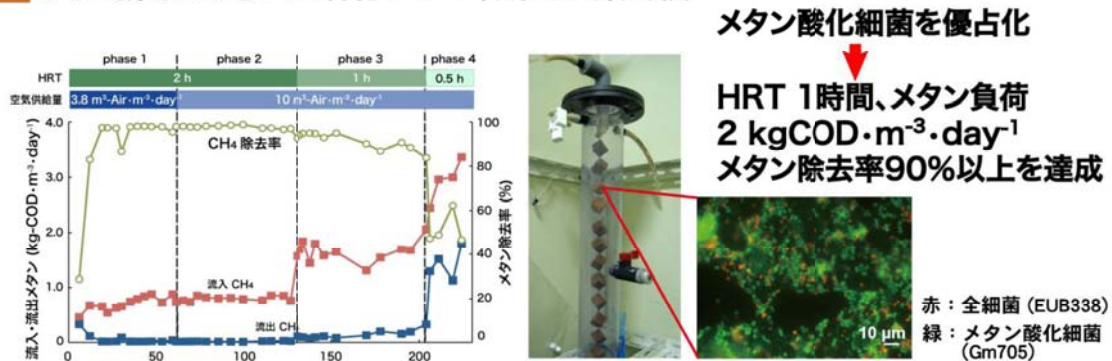 メタン酸化細菌を優占化
HRT 1時間、メタン負荷
2 kgCOD·m-3·day-1
メタン除去率90%以上を達成
phase 1 phase 2 phase 3 phase 4
HRT 2 h 1 h 0.5 h
空気供給量 3.8 m³-Air·m-³·day-¹ 10 m³-Air·m-³·day-¹
流入・流出メタン (kg-COD·m-³·day-¹)
4.0
3.0
2.0
1.0
0
CH4 除去率
流入 CH4
流出 CH4
100
80
60
40
20
0
メタン除去率 (%)
0 50 100 150 200
10 μm
赤:全細菌 (EUB338)
緑:メタン酸化細菌
(Gm705)